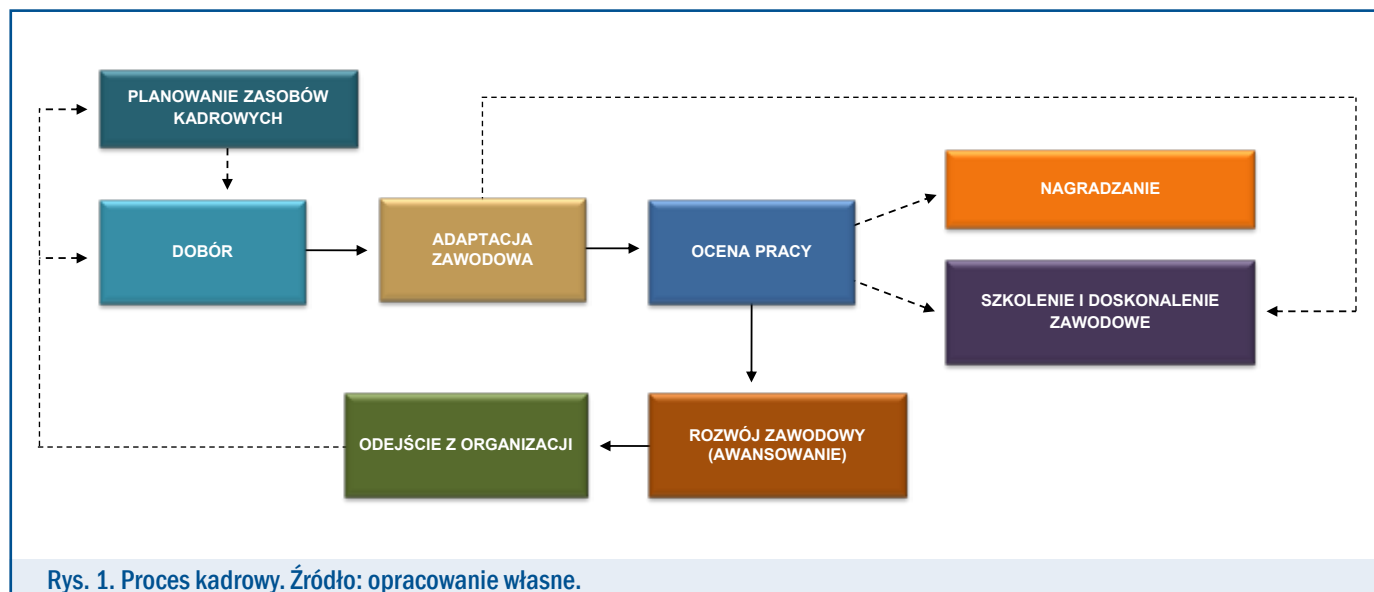 PLANOWANIE ZASOBÓW
KADROWYCH
DOBÓR
ADAPTACJA
ZAWODOWA
OCENA PRACY
NAGRADZANIE
SZKOLENIE I DOSKONALENIE
ZAWODOWE
ODEJŚCIE Z ORGANIZACJI
ROZWÓJ ZAWODOWY
(AWANSOWANIE)
Rys. 1. Proces kadrowy. Źródło: opracowanie własne.